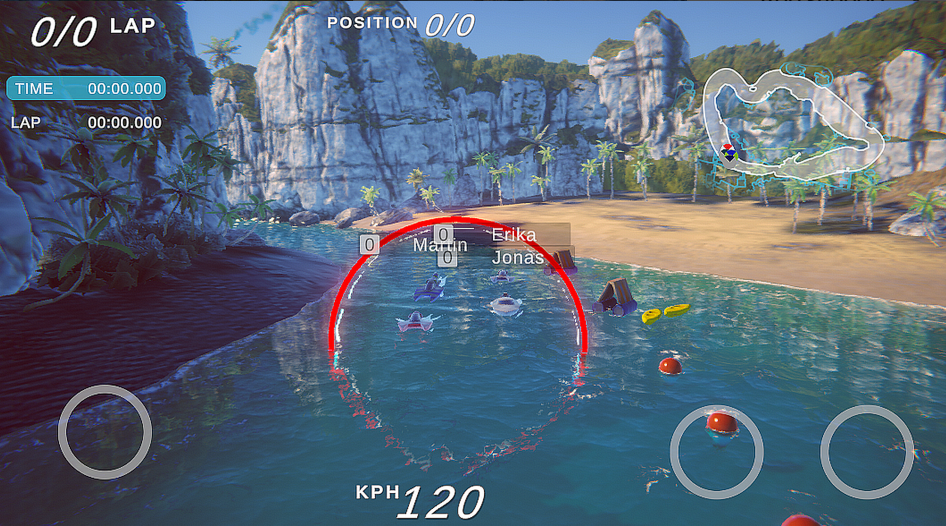 0/0 LAP
POSITION 0/0
TIME 00:00.000
LAP 00:00.000
0 Erika
0 Martin
0 Jonas
KPH 120